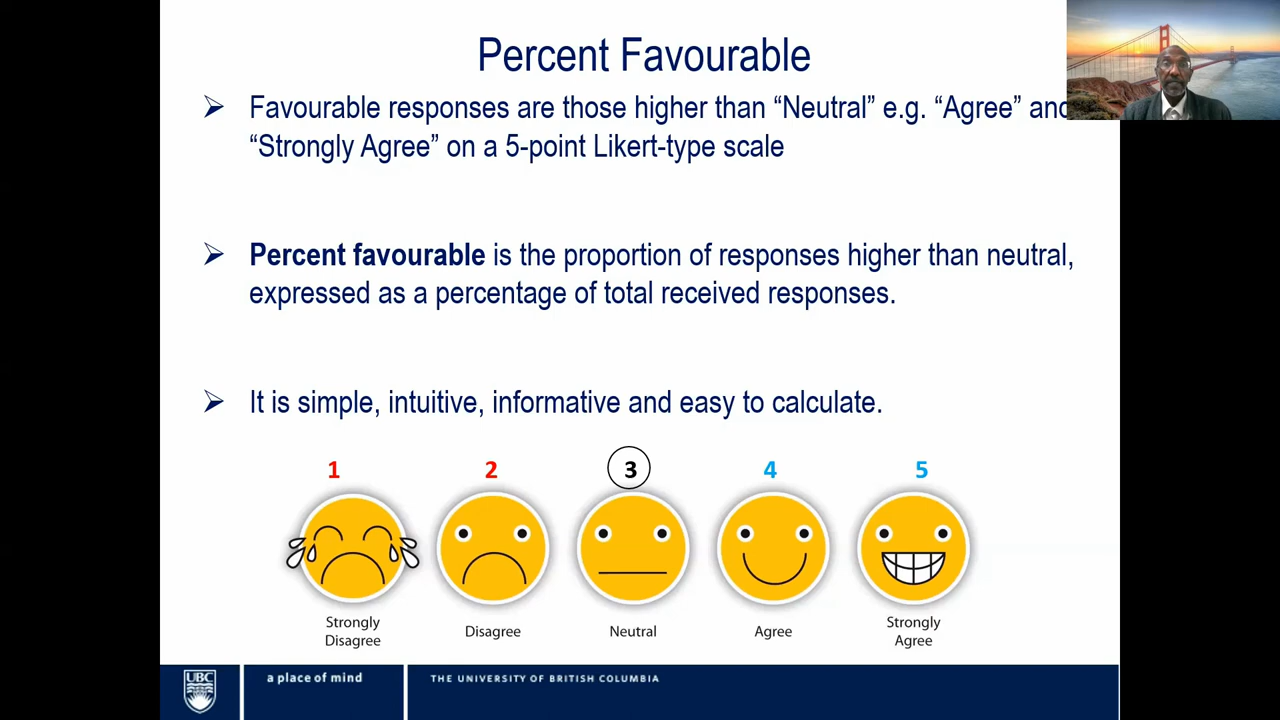 Percent Favourable
➢ Favourable responses are those higher than “Neutral” e.g. “Agree”
“Strongly Agree” on a 5-point Likert-type scale
➢ Percent favourable is the proportion of responses higher than neutral,
expressed as a percentage of total received responses.
➢ It is simple, intuitive, informative and easy to calculate.
1 2 3 4 5
Strongly
Disagree
Disagree
Neutral
Agree
Strongly
Agree
UBC
a place of mind
THE UNIVERSITY OF BRITISH COLUMBIA